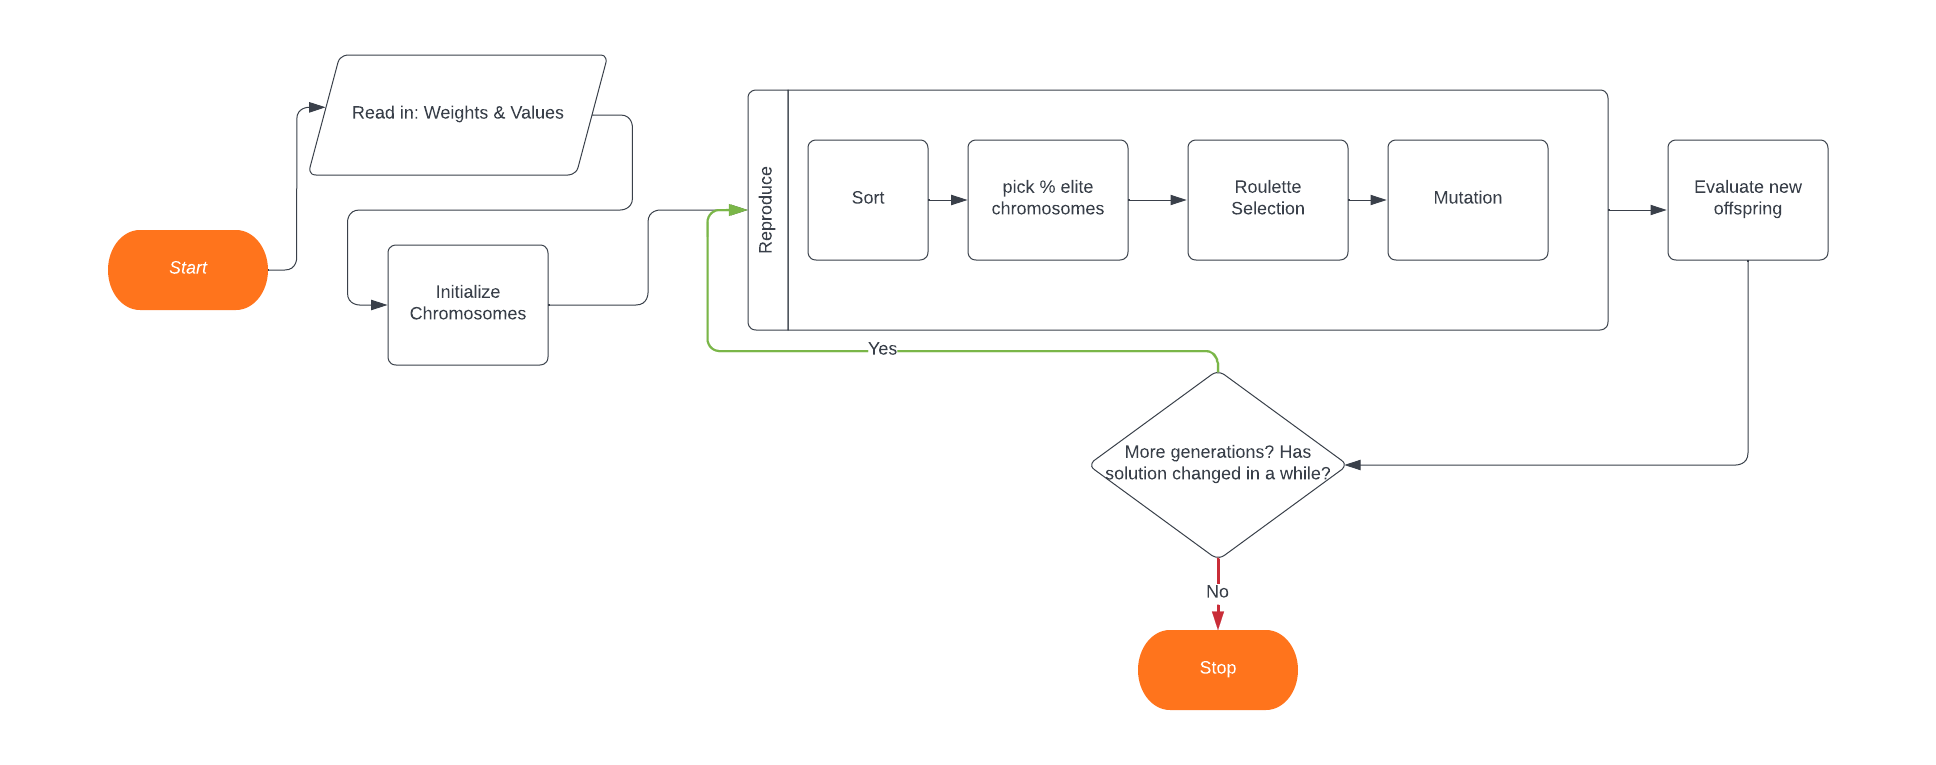 Start
Read in: Weights & Values
Initialize
Chromosomes
Reproduce
Sort
pick % elite
chromosomes
Roulette
Selection
Mutation
Evaluate new
offspring
Yes
More generations? Has
solution changed in a while?
No
Stop